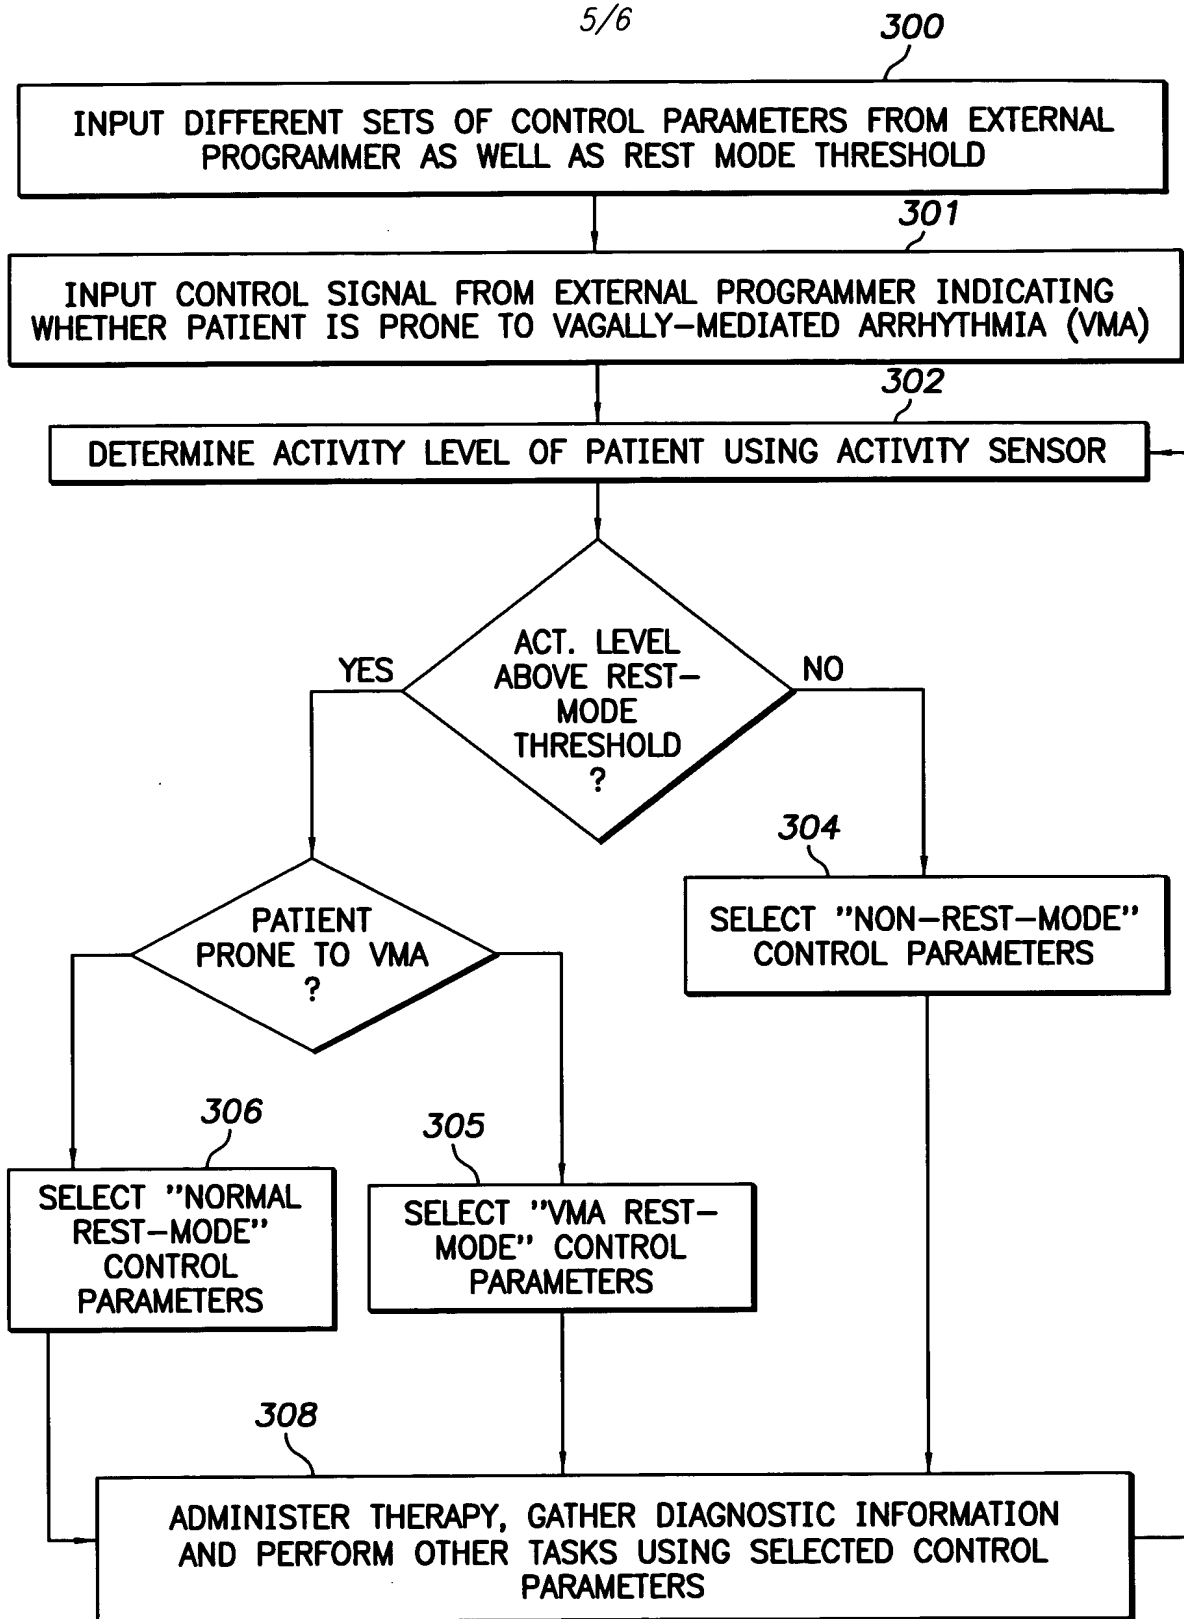 5/6
300
INPUT DIFFERENT SETS OF CONTROL PARAMETERS FROM EXTERNAL
PROGRAMMER AS WELL AS REST MODE THRESHOLD
301
INPUT CONTROL SIGNAL FROM EXTERNAL PROGRAMMER INDICATING
WHETHER PATIENT IS PRONE TO VAGALLY-MEDIATED ARRHYTHMIA (VMA)
302
DETERMINE ACTIVITY LEVEL OF PATIENT USING ACTIVITY SENSOR
ACT. LEVEL
ABOVE REST-
MODE
THRESHOLD
?
YES
NO
304
SELECT "NON-REST-MODE"
CONTROL PARAMETERS
PATIENT
PRONE TO VMA
?
306
SELECT "NORMAL
REST-MODE"
CONTROL
PARAMETERS
305
SELECT "VMA REST-
MODE" CONTROL
PARAMETERS
308
ADMINISTER THERAPY, GATHER DIAGNOSTIC INFORMATION
AND PERFORM OTHER TASKS USING SELECTED CONTROL
PARAMETERS